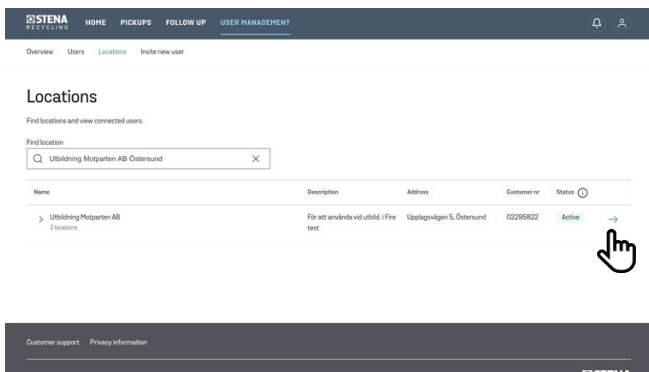 STENA HOME PICKUPS FOLLOW UP USER MANAGEMENT
RECYCLING
Overview Users Locations Invite new user
Locations
Find locations and view connected users.
Find location
Utbildning Motparten AB Östersund
Name Description Address Customer nr Status
Utbildning Motparten AB För att använda vid utbild. i Fire Upplagsvägen 5, Östersund 02295822 Active
2 locations test
Customer support Privacy information
STENA